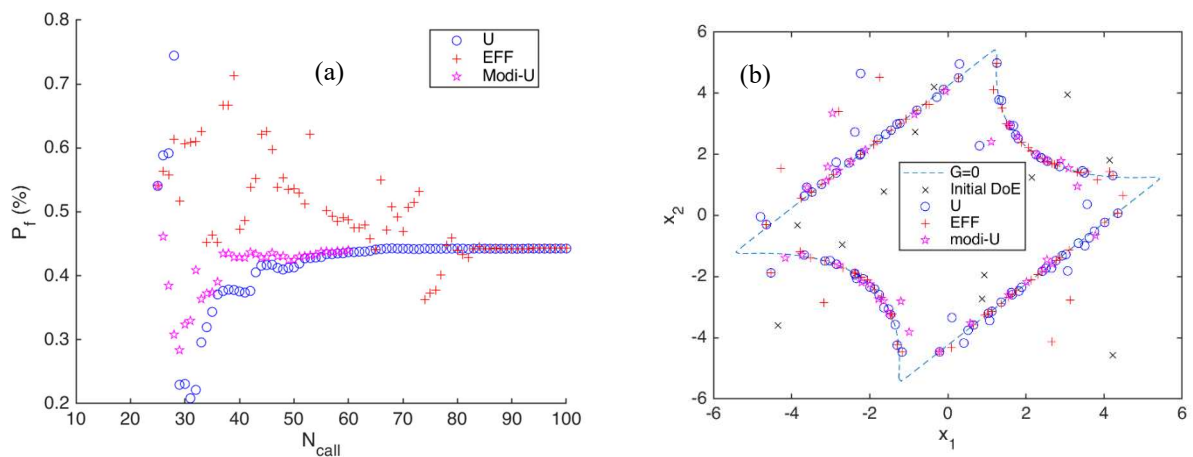 0.8
0.7
0.6
0.5
0.4
0.3
0.2
P_f (%)
10 20 30 40 50 60 70 80 90 100
N_call
(a)
U
EFF
Modi-U
6
4
2
0
-2
-4
-6
x_2
-6 -4 -2 0 2 4 6
x_1
(b)
G=0
Initial DoE
U
EFF
modi-U